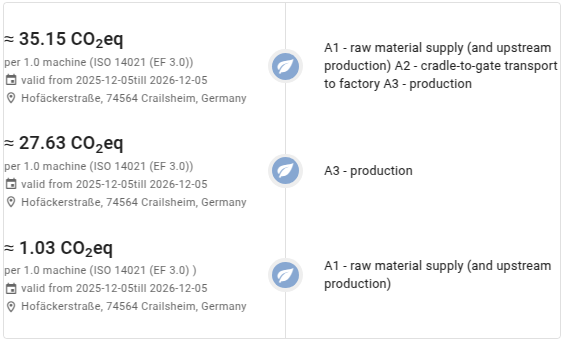 ≈ 35.15 CO₂eq
per 1.0 machine (ISO 14021 (EF 3.0))
valid from 2025-12-05till 2026-12-05
Hofäckerstraße, 74564 Crailsheim, Germany
A1 - raw material supply (and upstream
production) A2 - cradle-to-gate transport
to factory A3 - production
≈ 27.63 CO₂eq
per 1.0 machine (ISO 14021 (EF 3.0))
valid from 2025-12-05till 2026-12-05
Hofäckerstraße, 74564 Crailsheim, Germany
A3 - production
≈ 1.03 CO₂eq
per 1.0 machine (ISO 14021 (EF 3.0) )
valid from 2025-12-05till 2026-12-05
Hofäckerstraße, 74564 Crailsheim, Germany
A1 - raw material supply (and upstream
production)